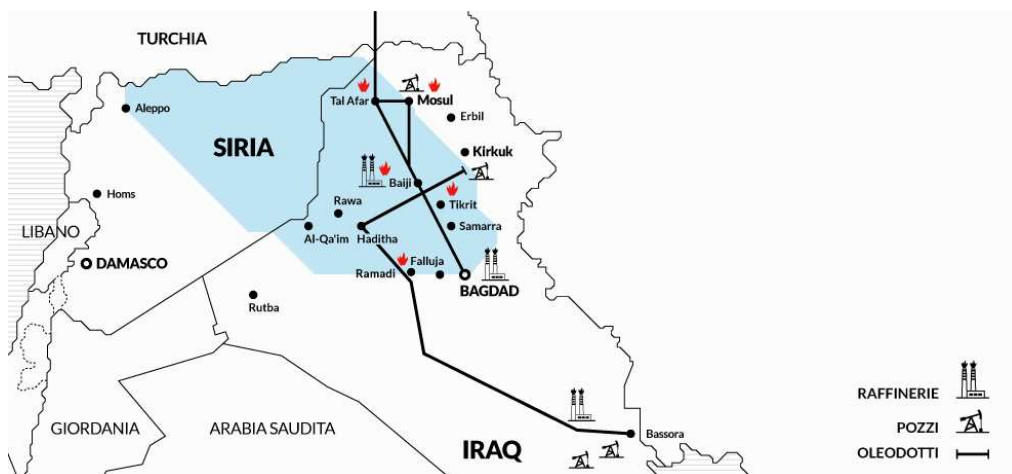 TURCHIA
Tal Afar
Mosul
Aleppo
Erbil
SIRIA
Kirkuk
Baiji
Homs
Rawa
Tikrit
LIBANO
Al-Qa'im
Haditha
Samarra
DAMASCO
Ramadi
Falluja
BAGDAD
Rutba
RAFFINERIE
GIORDANIA
ARABIA SAUDITA
POZZI
IRAQ
Bassora
OLEODOTTI